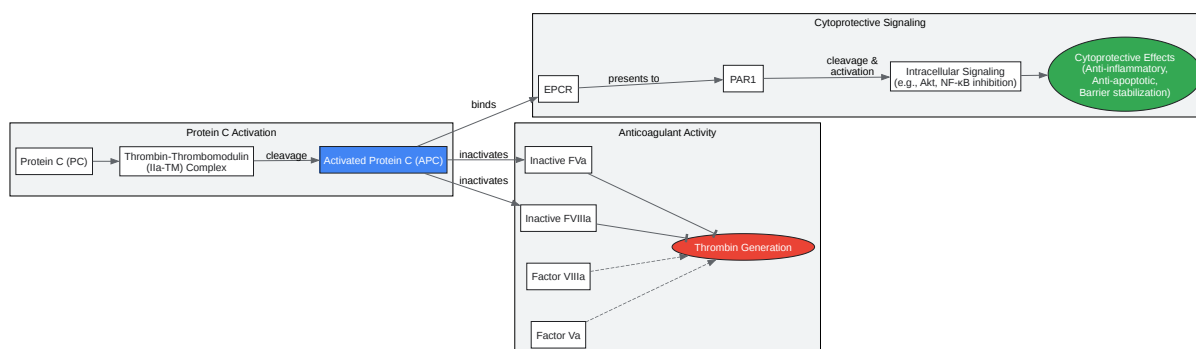 Cytoprotective Signaling
EPCR
presents to
PAR1
cleavage &
activation
Intracellular Signaling
(e.g., Akt, NF-κB inhibition)
Cytoprotective Effects
(Anti-inflammatory,
Anti-apoptotic,
Barrier stabilization)
binds
Protein C Activation
Protein C (PC)
Thrombin-Thrombomodulin
(IIa-TM) Complex
cleavage
Activated Protein C (APC)
inactivates
inactivates
Anticoagulant Activity
Inactive FVa
Inactive FVIIIa
Thrombin Generation
Factor VIIIa
Factor Va